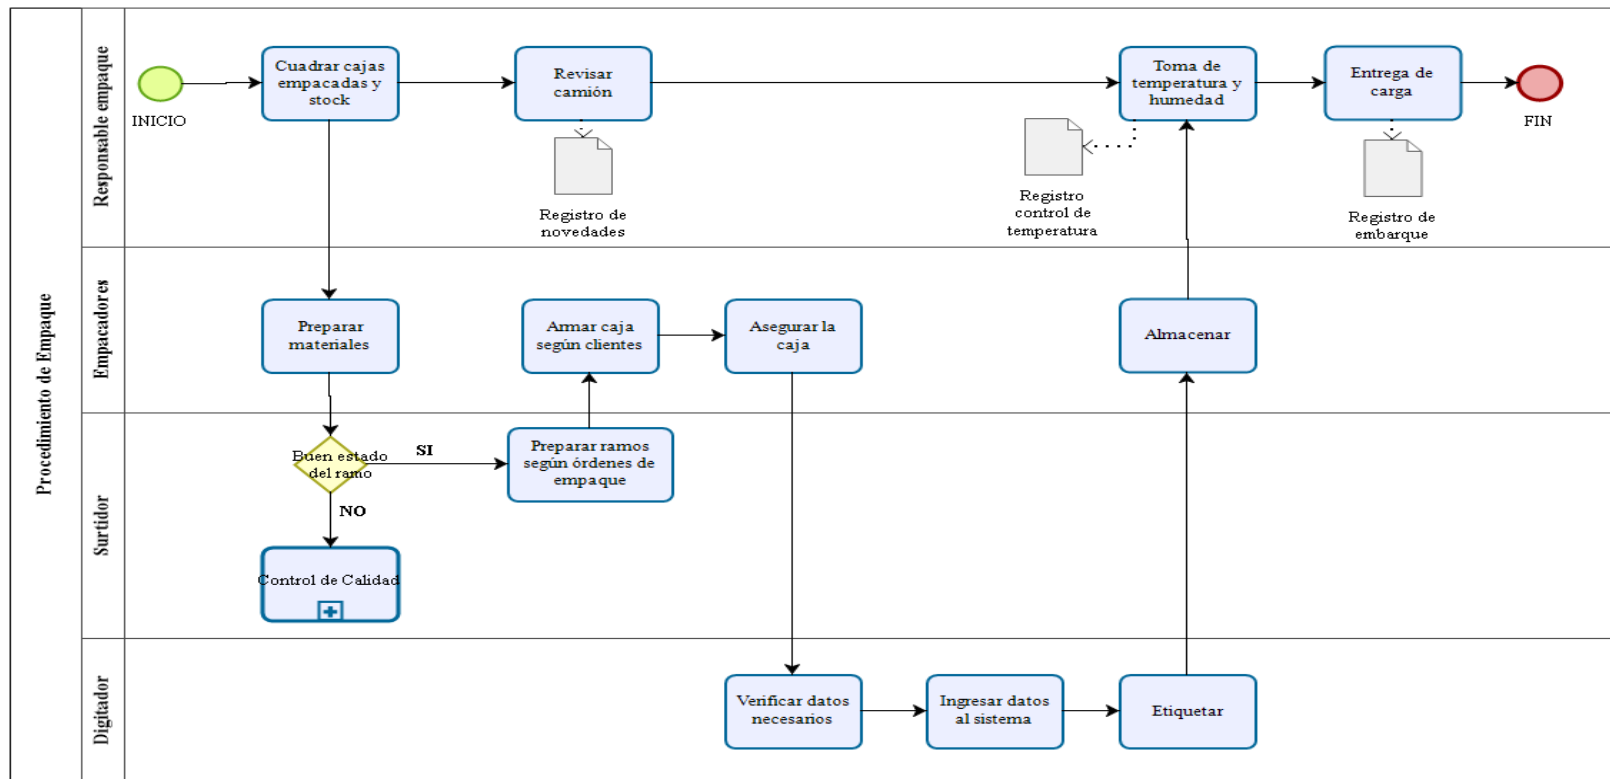 Procedimiento de Empaque
Responsable empaque
INICIO
Cuadrar cajas
empacadas y
stock
Revisar
camión
Registro de
novedades
Toma de
temperatura y
humedad
Registro
control de
temperatura
Entrega de
carga
Registro de
embarque
FIN
Empacadores
Preparar
materiales
Armar caja
según clientes
Asegurar la
caja
Almacenar
Surtidor
Buen estado
del ramo
SI
NO
Preparar ramos
según órdenes de
empaque
Control de Calidad
Digitador
Verificar datos
necesarios
Ingresar datos
al sistema
Etiquetar